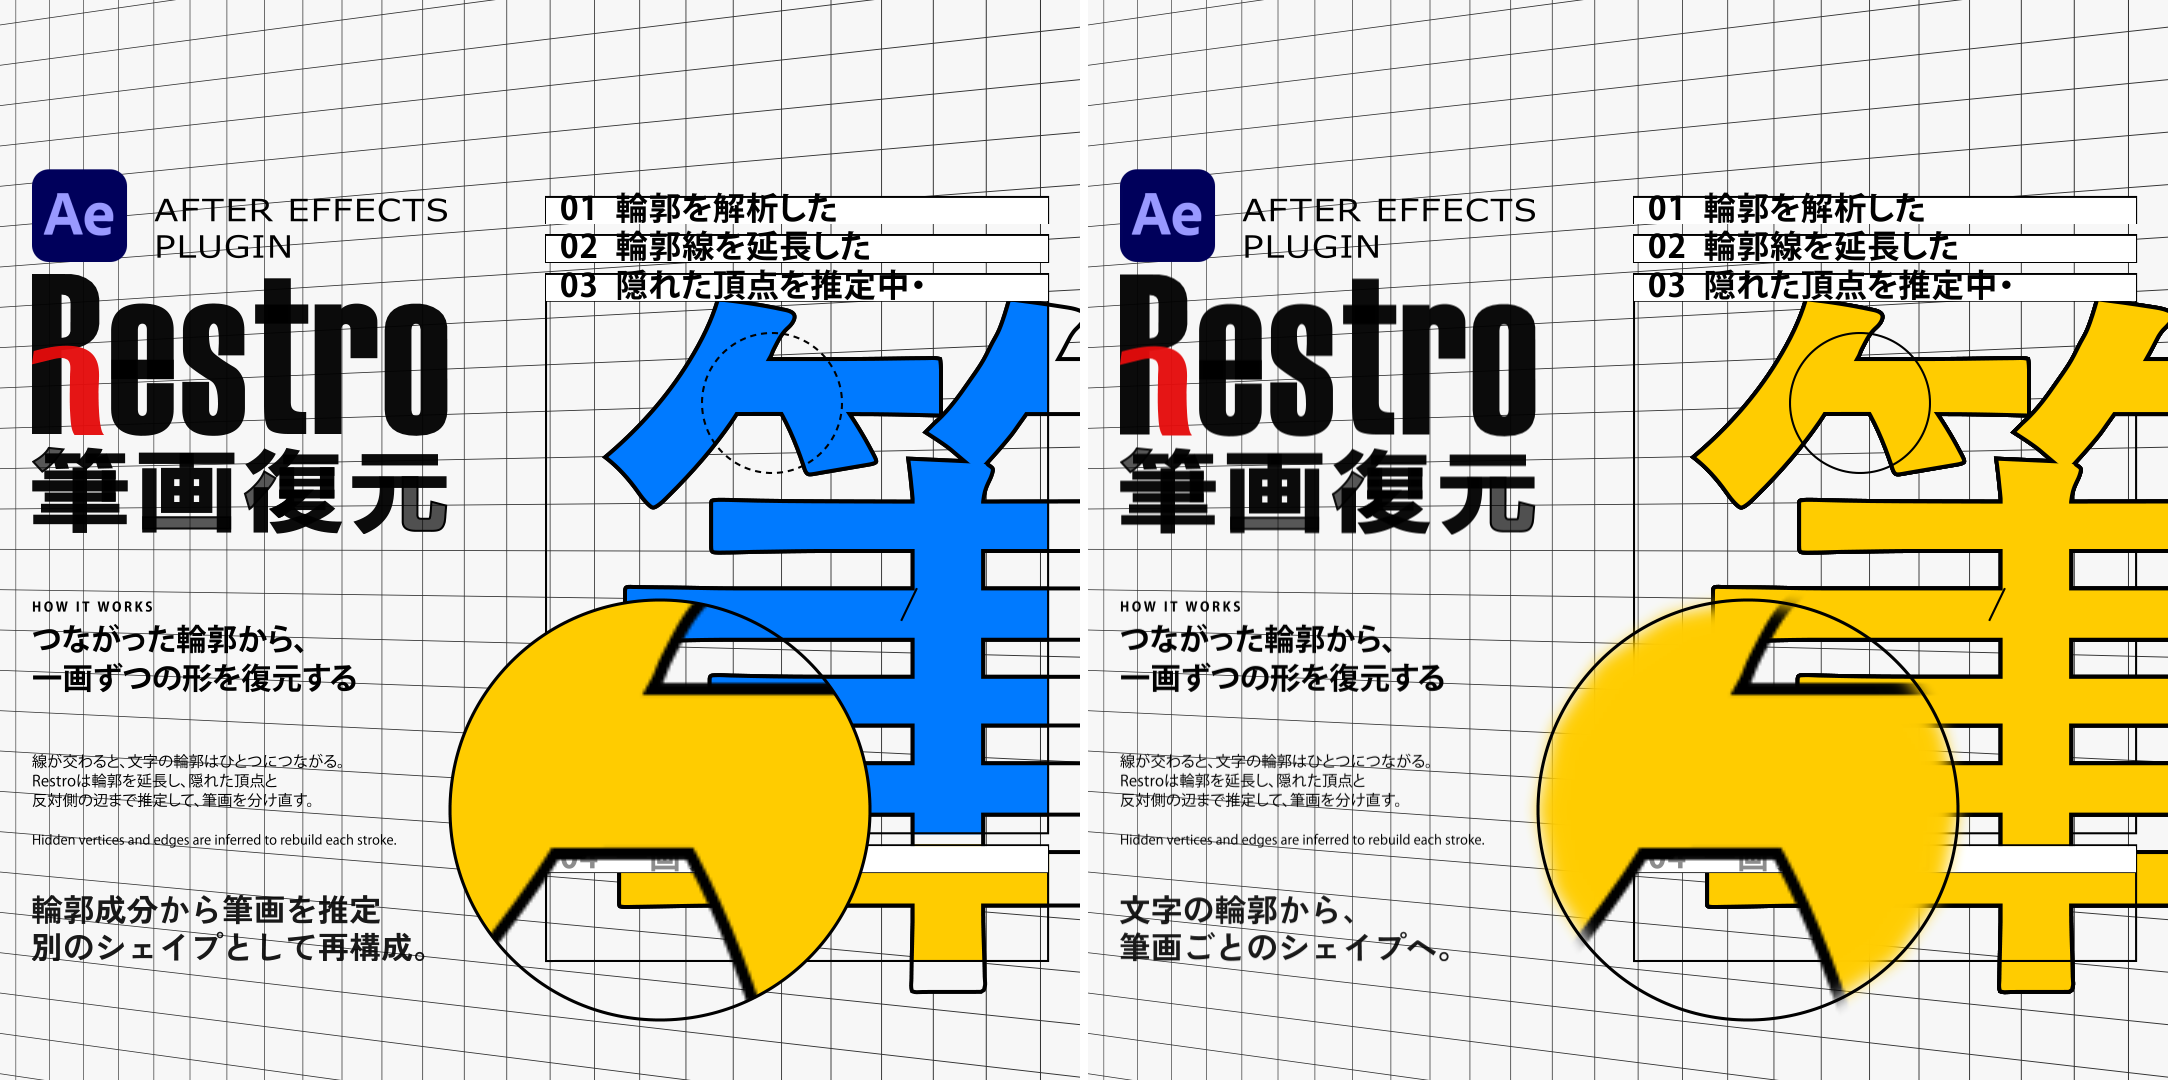 Ae
AFTER EFFECTS
PLUGIN
Restro
筆画復元
01 輪郭を解析した
02 輪郭線を延長した
03 隠れた頂点を推定中・
筆
HOW IT WORKS
つながった輪郭から、
一画ずつの形を復元する
線が交わると、文字の輪郭はひとつにつながる。
Restroは輪郭を延長し、隠れた頂点と
反対側の辺まで推定して、筆画を分け直す。
Hidden vertices and edges are inferred to rebuild each stroke.
04 画
輪郭成分から筆画を推定
別のシェイプとして再構成。
Ae
AFTER EFFECTS
PLUGIN
Restro
筆画復元
01 輪郭を解析した
02 輪郭線を延長した
03 隠れた頂点を推定中・
筆
HOW IT WORKS
つながった輪郭から、
一画ずつの形を復元する
線が交わると、文字の輪郭はひとつにつながる。
Restroは輪郭を延長し、隠れた頂点と
反対側の辺まで推定して、筆画を分け直す。
Hidden vertices and edges are inferred to rebuild each stroke.
04 画
文字の輪郭から、
筆画ごとのシェイプへ。